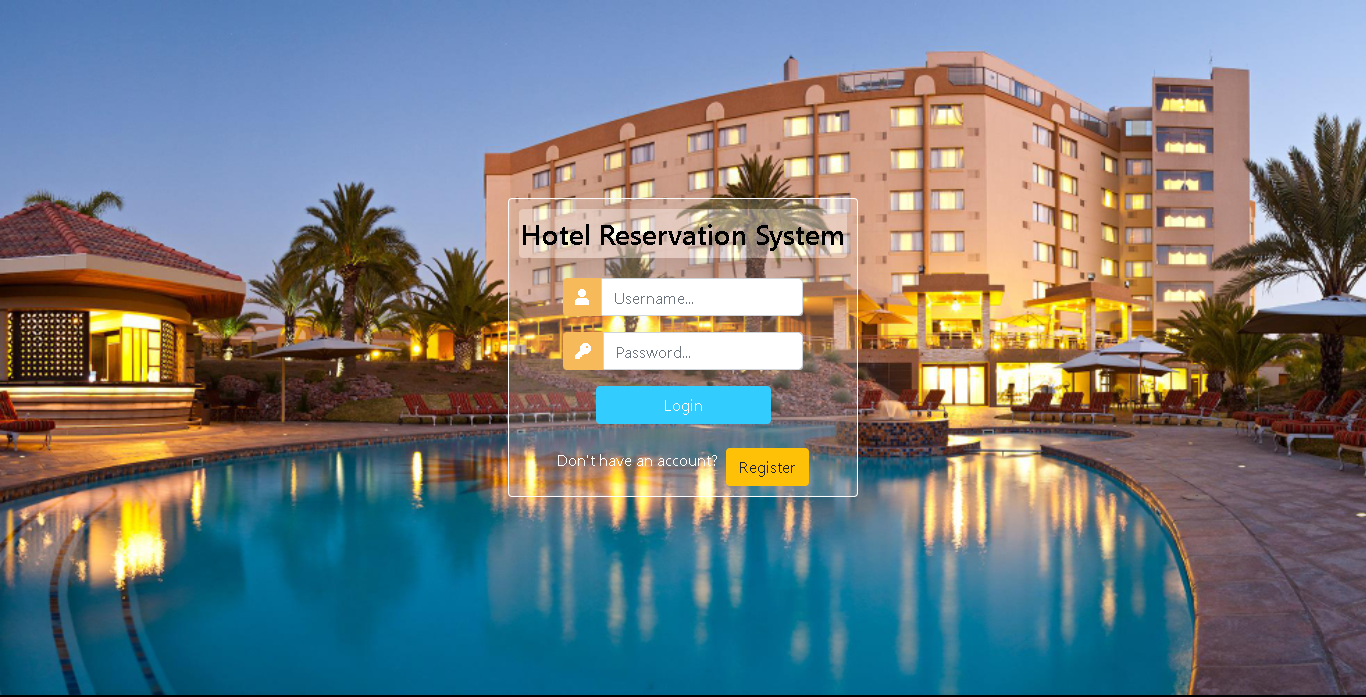 Hotel Reservation System
Username...
Password...
Login
Don't have an account? Register